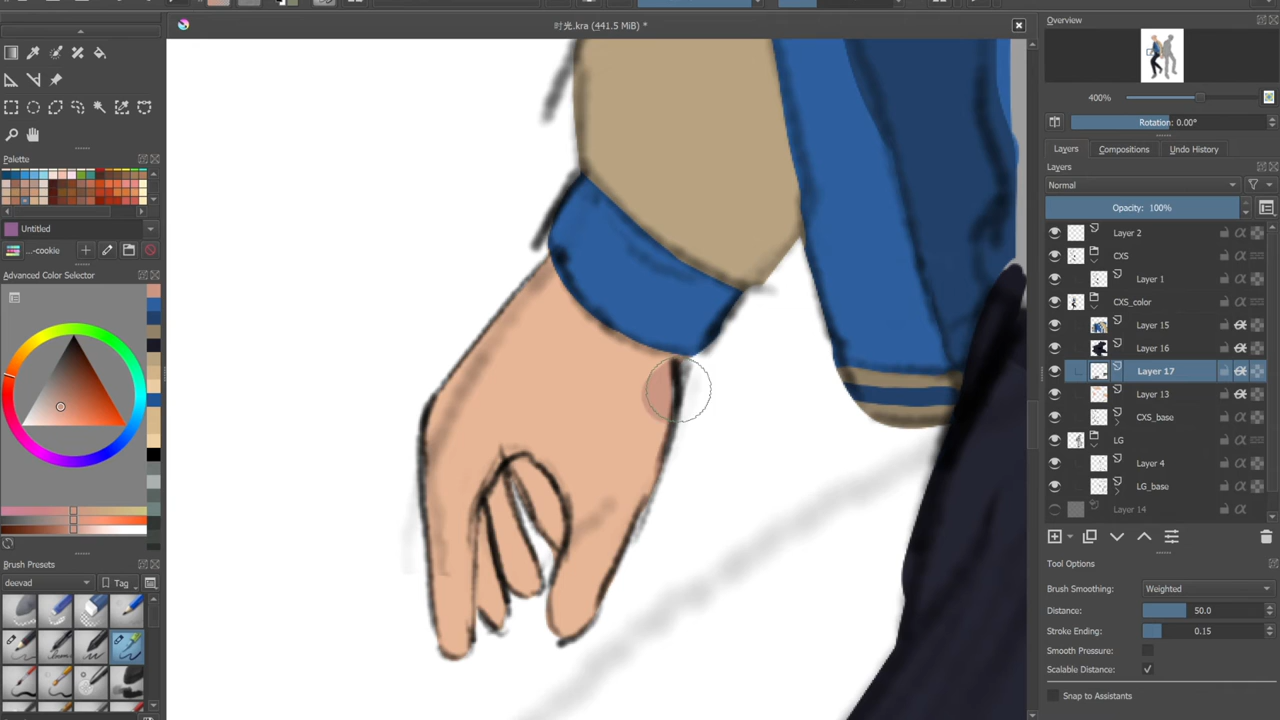 时光.kra (441.5 MiB) *
Overview
400%
Rotation: 0.00°
Layers
Compositions
Undo History
Layers
Normal
Opacity: 100%
Layer 2
CXS
Layer 1
CXS_color
Layer 15
Layer 16
Layer 17
Layer 13
CXS_base
LG
Layer 4
LG_base
Layer 14
Tool Options
Brush Smoothing:
Weighted
Distance:
50.0
Stroke Ending:
0.15
Smooth Pressure:
Scalable Distance:
Snap to Assistants
Palette
Untitled
...-cookie
Advanced Color Selector
Brush Presets
deevad
Tag